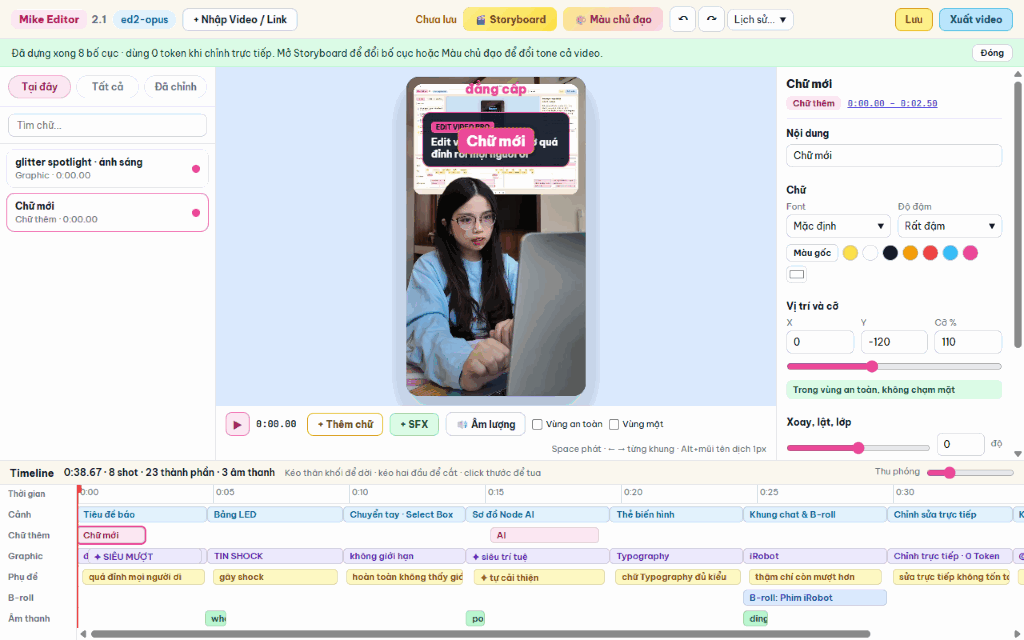 Mike Editor 2.1 ed2-opus + Nhập Video / Link Chưa lưu Storyboard Màu chủ đạo Lịch sử... Lưu Xuất video
Đã dựng xong 8 bố cục · dùng 0 token khi chỉnh trực tiếp. Mở Storyboard để đổi bố cục hoặc Màu chủ đạo để đổi tone cả video. Đóng
Tại đây Tất cả Đã chỉnh
Tìm chữ...
glitter spotlight · ánh sáng
Graphic · 0:00.00
Chữ mới
Chữ thêm · 0:00.00
đẳng cấp
EDIT VIDEO PRO
Chữ mới
Edit quá
đỉnh rồi mọi người ơi
0:00.00 + Thêm chữ + SFX Âm lượng Vùng an toàn Vùng mặt
Space phát · ← → từng khung · Alt+mũi tên dịch 1px
Chữ mới
Chữ thêm 0:00.00 – 0:02.50
Nội dung
Chữ mới
Chữ
Font Độ đậm
Mặc định Rất đậm
Màu gốc
Vị trí và cỡ
X Y Cỡ %
0 -120 110
Trong vùng an toàn, không chạm mặt
Xoay, lật, lớp
0 độ
Timeline 0:38.67 · 8 shot · 23 thành phần · 3 âm thanh Kéo thân khối để dời · kéo hai đầu để cắt · click thước để tua Thu phóng
Thời gian 0:00 0:05 0:10 0:15 0:20 0:25 0:30
Cảnh Tiêu đề báo Bảng LED Chuyển tay · Select Box Sơ đồ Node AI Thẻ biến hình Khung chat & B-roll Chỉnh sửa trực tiếp K
Chữ thêm Chữ mới AI
Graphic d ✦ SIÊU MƯỢT TIN SHOCK không giới hạn ✦ siêu trí tuệ Typography iRobot Chỉnh trực tiếp · 0 Token
Phụ đề quá đỉnh mọi người dì gây shock hoàn toàn không thấy giớ ✦ tự cải thiện chữ Typography đủ kiểu thậm chí còn mượt hơn sửa trực tiếp không tốn to
B-roll B-roll: Phim iRobot
Âm thanh who po ding